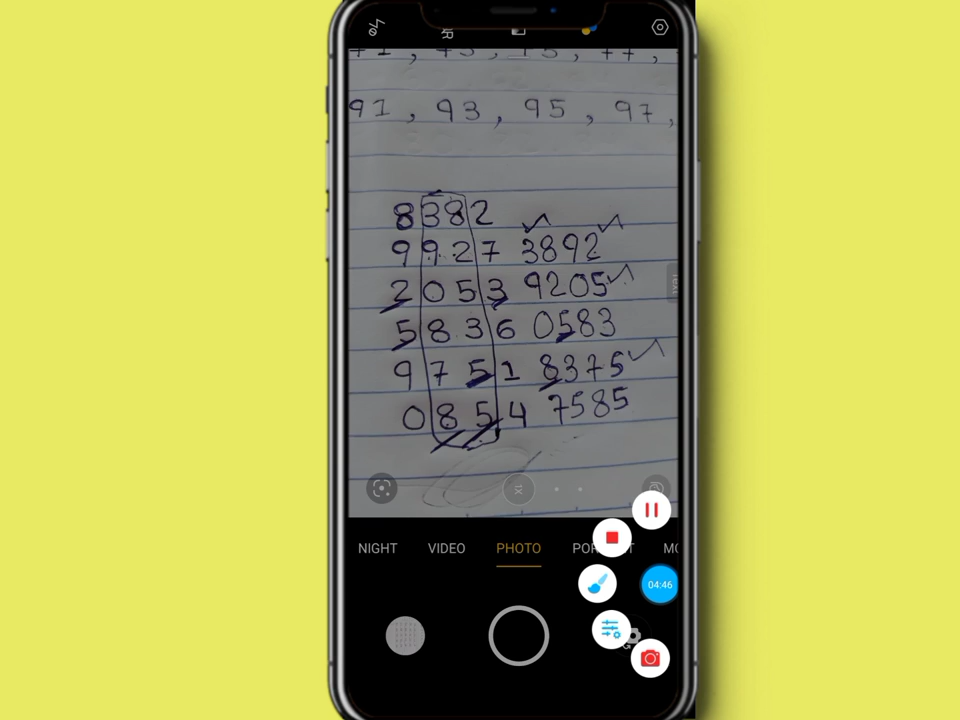 91, 93, 95, 97,
8382
9927 3892
2053 9205
5836 0583
9751 8375
0854 7585
1x
NIGHT VIDEO PHOTO
04:46